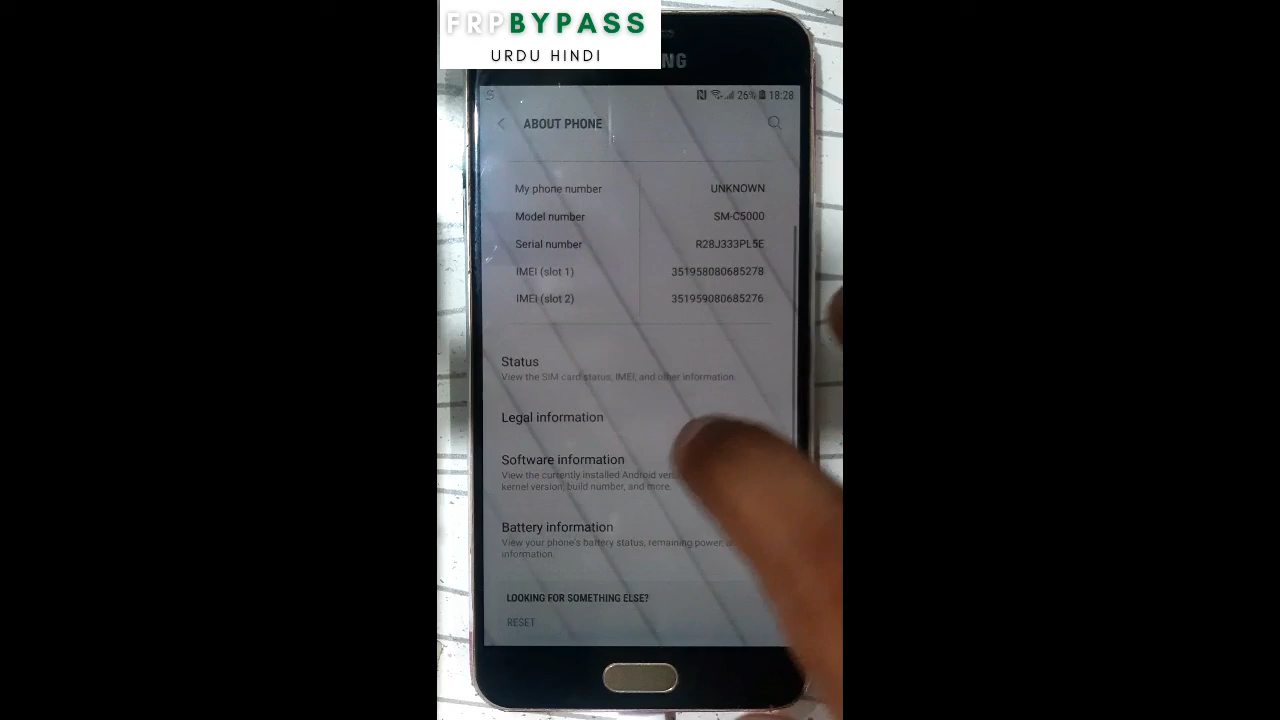 FRPBYPASS
URDU HINDI
NG
26% 18:28
ABOUT PHONE
My phone number UNKNOWN
Model number SM-C5000
Serial number R28J333PL5E
IMEI (slot 1) 351958080685278
IMEI (slot 2) 351959080685276
Status
View the SIM card status, IMEI, and other information.
Legal information
Software information
View the currently installed Android
kernel version, build number, and more.
Battery information
View your phone's battery status, remaining power,
information.
LOOKING FOR SOMETHING ELSE?
RESET